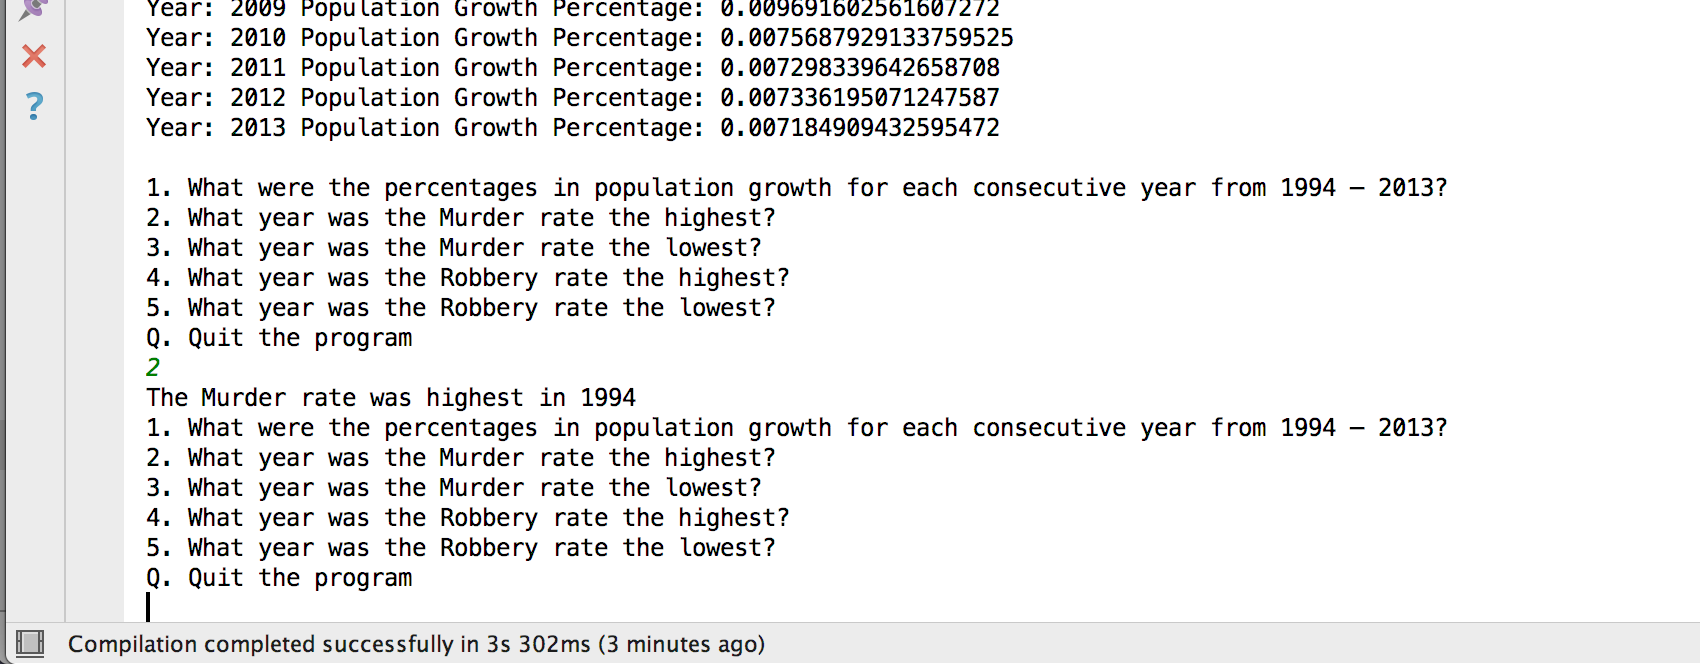 Year: 2009 Population Growth Percentage: 0.009691602561607272
Year: 2010 Population Growth Percentage: 0.0075687929133759525
Year: 2011 Population Growth Percentage: 0.007298339642658708
Year: 2012 Population Growth Percentage: 0.007336195071247587
Year: 2013 Population Growth Percentage: 0.007184909432595472
1. What were the percentages in population growth for each consecutive year from 1994 – 2013?
2. What year was the Murder rate the highest?
3. What year was the Murder rate the lowest?
4. What year was the Robbery rate the highest?
5. What year was the Robbery rate the lowest?
Q. Quit the program
2
The Murder rate was highest in 1994
1. What were the percentages in population growth for each consecutive year from 1994 – 2013?
2. What year was the Murder rate the highest?
3. What year was the Murder rate the lowest?
4. What year was the Robbery rate the highest?
5. What year was the Robbery rate the lowest?
Q. Quit the program
Compilation completed successfully in 3s 302ms (3 minutes ago)